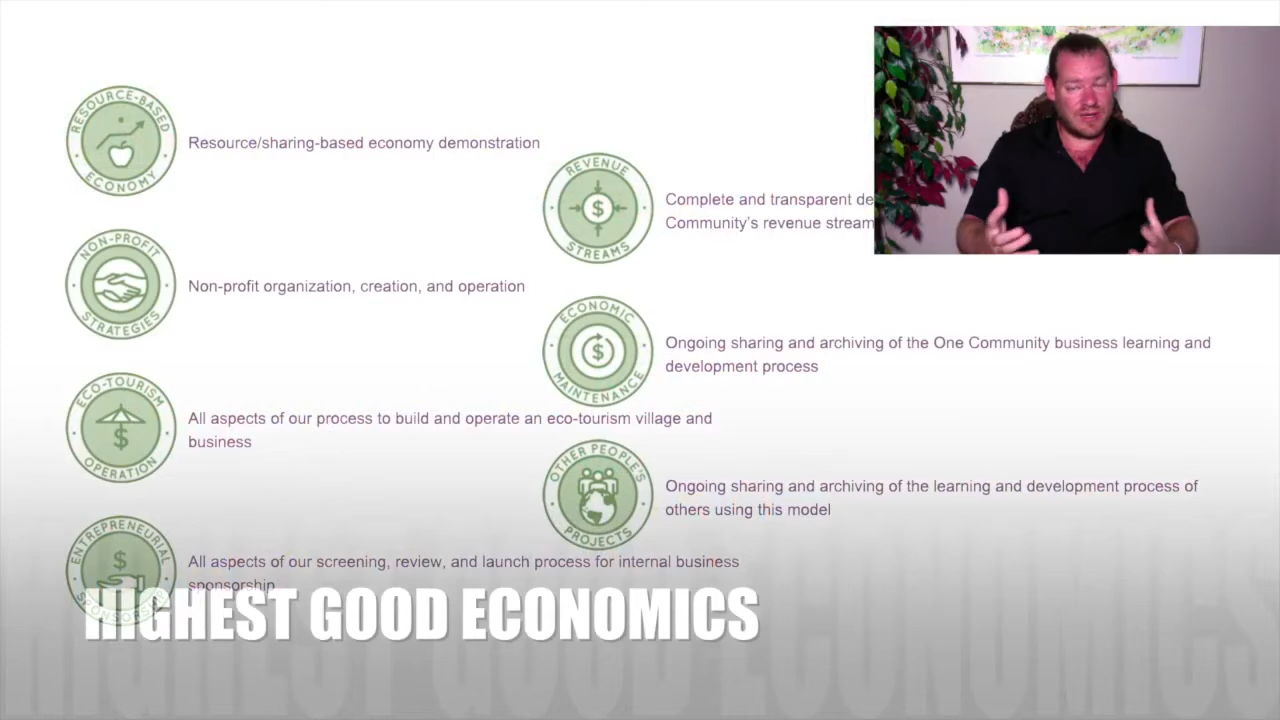 RESOURCE-BASED
ECONOMY
Resource/sharing-based economy demonstration
NON-PROFIT
STRATEGIES
Non-profit organization, creation, and operation
ECO-TOURISM
$
OPERATION
All aspects of our process to build and operate an eco-tourism village and
business
ENTREPRENEURIAL
$
SPONSORSHIP
All aspects of our screening, review, and launch process for internal business
sponsorship
REVENUE
$
STREAMS
Complete and transparent de
Community's revenue stream
ECONOMIC
$
MAINTENANCE
Ongoing sharing and archiving of the One Community business learning and
development process
OTHER PEOPLE'S
PROJECTS
Ongoing sharing and archiving of the learning and development process of
others using this model
HIGHEST GOOD ECONOMICS
HIGHEST GOOD ECONOMICS